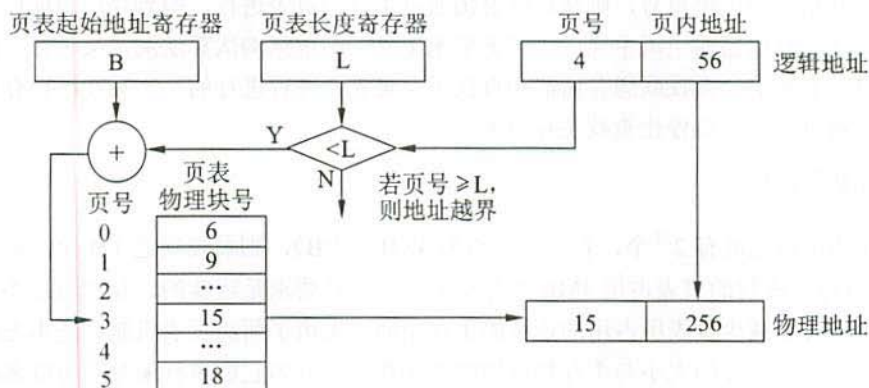 页表起始地址寄存器 页表长度寄存器 页号 页内地址
B L 4 56 逻辑地址
+ Y <L
N
若页号≥L,
则地址越界
页表
页号 物理块号
0 6
1 9
2 ....
3 15
4 ....
5 18
15 256 物理地址